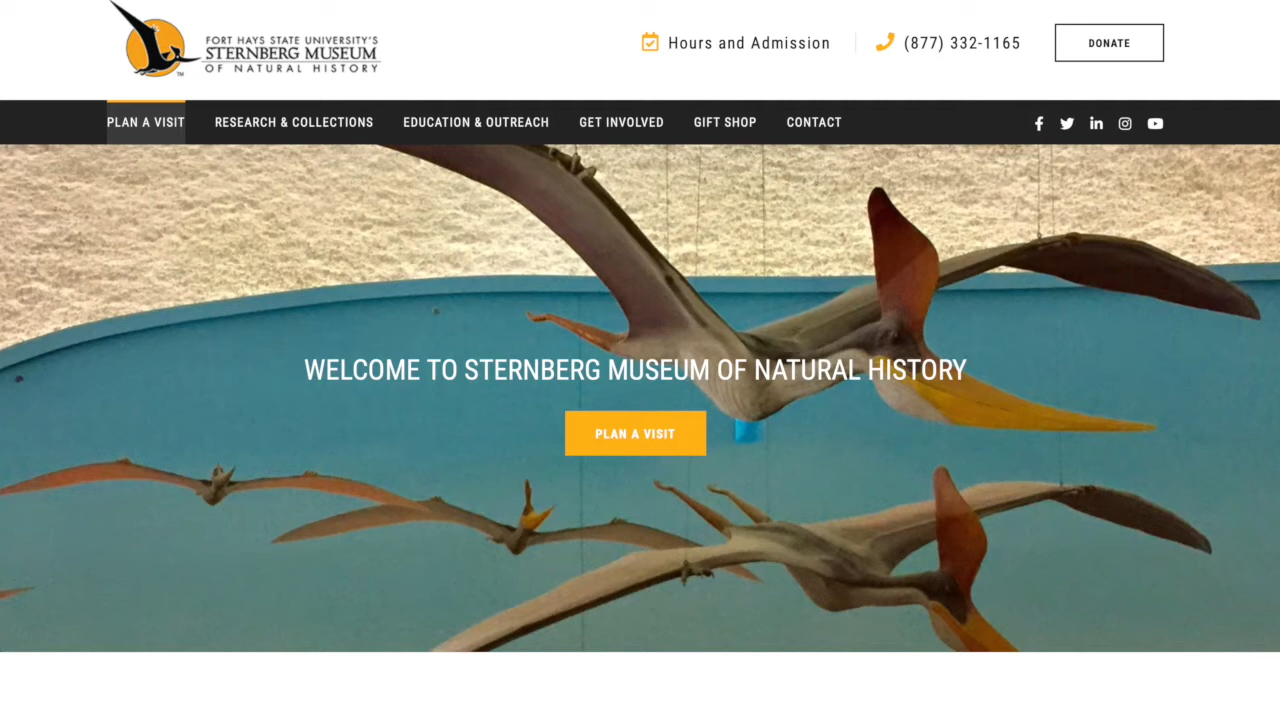 FORT HAYS STATE UNIVERSITY'S
STERNBERG MUSEUM
OF NATURAL HISTORY
TM
Hours and Admission
(877) 332-1165
DONATE
PLAN A VISIT
RESEARCH & COLLECTIONS
EDUCATION & OUTREACH
GET INVOLVED
GIFT SHOP
CONTACT
WELCOME TO STERNBERG MUSEUM OF NATURAL HISTORY
PLAN A VISIT